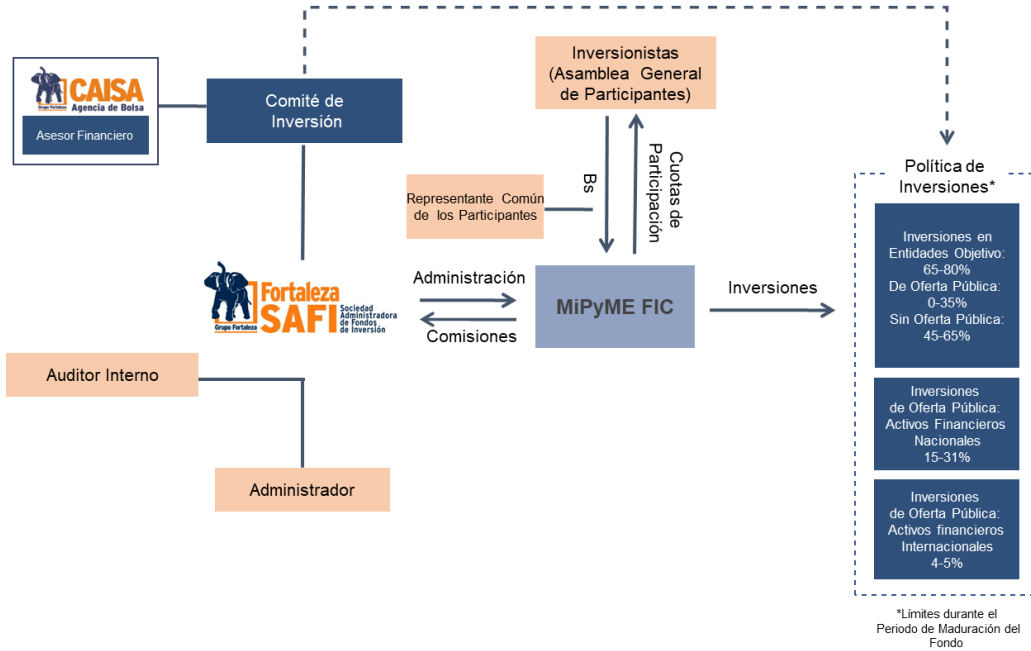 CAISA
Agencia de Bolsa
Grupo Fortaleza
Asesor Financiero
Comité de
Inversión
Inversionistas
(Asamblea General
de Participantes)
Bs
Cuotas de
Participación
Representante Común
de los Participantes
Fortaleza
SAFI
Sociedad
Administradora
de Fondos
de Inversión
Grupo Fortaleza
Administración
Comisiones
MiPyME FIC
Inversiones
Auditor Interno
Administrador
Política de
Inversiones*
Inversiones en
Entidades Objetivo:
65-80%
De Oferta Pública:
0-35%
Sin Oferta Pública:
45-65%
Inversiones
de Oferta Pública:
Activos Financieros
Nacionales
15-31%
Inversiones
de Oferta Pública:
Activos financieros
Internacionales
4-5%
*Límites durante el
Periodo de Maduración del
Fondo